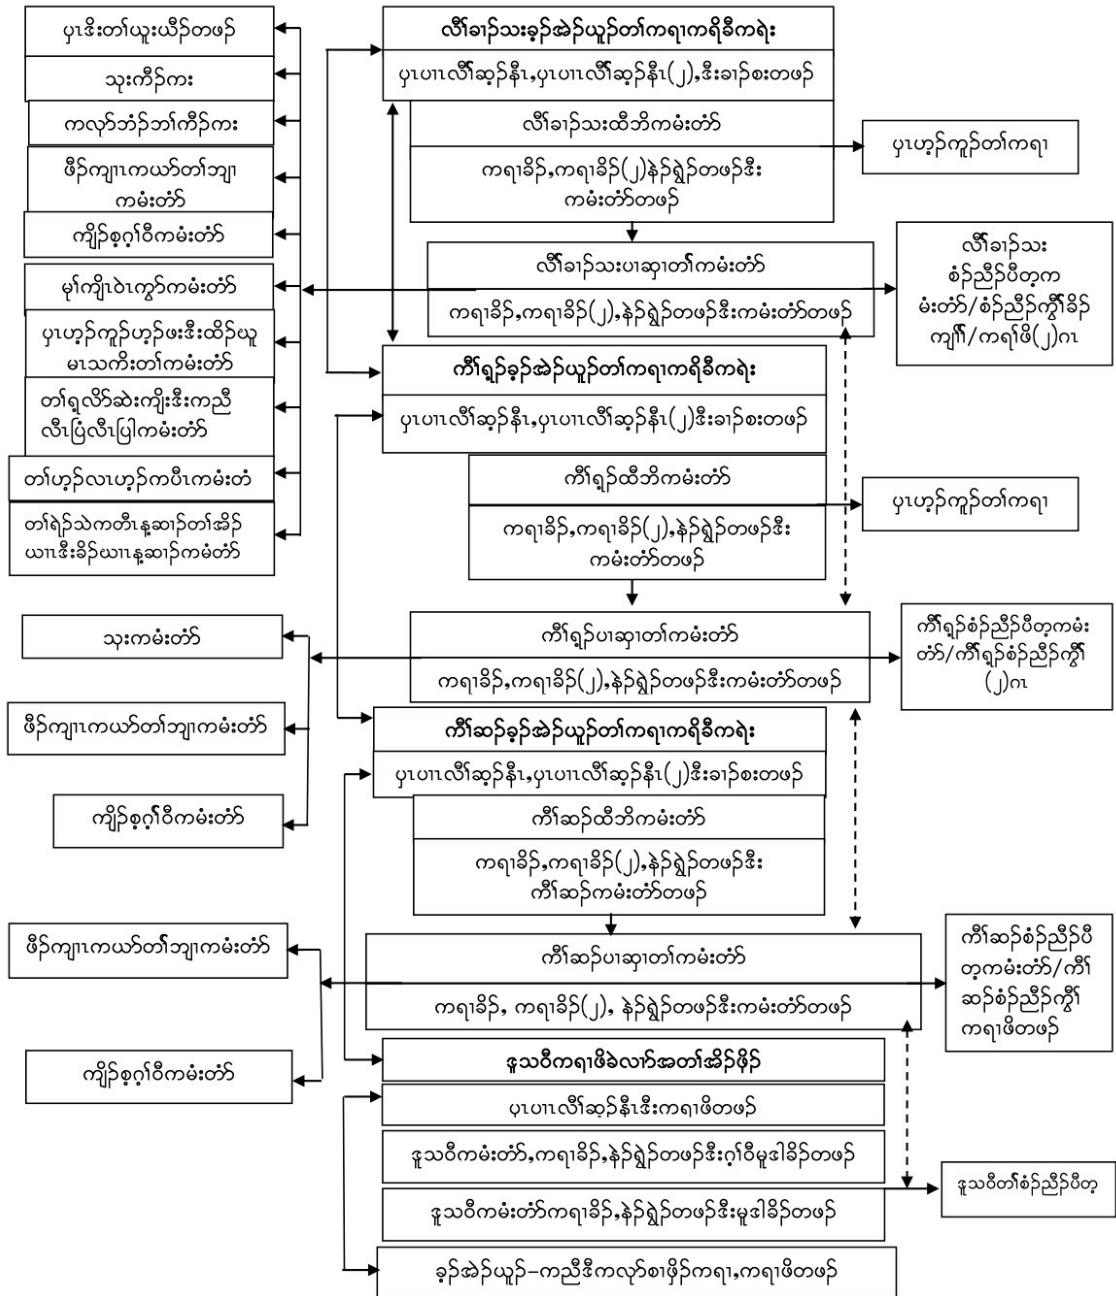 ပှၤဒိးတၢ်ယူးယီၣ်တဖၣ်
သုးကီၣ်ကး
ကလုာ်ဘံၣ်ဘၢ်ကီၣ်ကး
ဖီၣ်ကျၢၤကယာ်တၢ်ဘျၢ
ကမံးတံာ်
ကျိၣ်စ့ဂ့ၢ်ဝီကမံးတံာ်
မုၢ်ကျိၤဝဲၤကွာ်ကမံးတံာ်
ပှၤဟ့ၣ်ကူၣ်ဟ့ၣ်ဖးဒီးထိၣ်ဃူ
မၤသကိးတၢ်ကမံးတံာ်
တၢ်ရ့လိာ်ဆဲးကျိးဒီးကညီ
လီၤပြံလီၤပြါကမံးတံာ်
တၢ်ဟ့ၣ်လၤဟ့ၣ်ကပီၤကမံးတံ
တၢ်ရဲၣ်သဲကတီၤန့ဆၢၣ်တၢ်အိၣ်
ယၢၤဒီးခိၣ်ဃၢၤန့ဆၢၣ်ကမံတံာ်
လီၢ်ခၢၣ်သးခ့ၣ်အဲၣ်ယူၣ်တၢ်ကရၢကရိခီကရဲး
ပှၤပၢၤလီၢ်ဆ့ၣ်နီၤ,ပှၤပၢၤလီၢ်ဆ့ၣ်နီၤ(၂),ဒီးခၢၣ်စးတဖၣ်
လီၢ်ခၢၣ်သးထီဘိကမံးတံာ်
ကရၢခိၣ်,ကရၢခိၣ်(၂)နဲၣ်ရွဲၣ်တဖၣ်ဒီး
ကမံးတံာ်တဖၣ်
ပှၤဟ့ၣ်ကူၣ်တၢ်ကရၢ
လီၢ်ခၢၣ်သးပၢဆှၢတၢ်ကမံးတံာ်
ကရၢခိၣ်,ကရၢခိၣ်(၂),နဲၣ်ရွဲၣ်တဖၣ်ဒီးကမံးတံာ်တဖၣ်
လီၢ်ခၢၣ်သး
စံၣ်ညီၣ်ပီတ့က
မံးတံာ်/စံၣ်ညီၣ်ကွီၢ်ခိၣ်
ကရၢဖိ(၂)ဂၤ
ကီၢ်ရ့ၣ်ခ့ၣ်အဲၣ်ယူၣ်တၢ်ကရၢကရိခီကရဲး
ပှၤပၢၤလီၢ်ဆ့ၣ်နီၤ,ပှၤပၢၤလီၢ်ဆ့ၣ်နီၤ(၂)ဒီးခၢၣ်စးတဖၣ်
ကီၢ်ရ့ၣ်ထီဘိကမံးတံာ်
ကရၢခိၣ်,ကရၢခိၣ်(၂),နဲၣ်ရွဲၣ်တဖၣ်ဒီး
ကမံးတံာ်တဖၣ်
ပှၤဟ့ၣ်ကူၣ်တၢ်ကရၢ
ကီၢ်ရ့ၣ်ပၢဆှၢတၢ်ကမံးတံာ်
ကရၢခိၣ်,ကရၢခိၣ်(၂),နဲၣ်ရွဲၣ်တဖၣ်ဒီးကမံးတံာ်တဖၣ်
ကီၢ်ရ့ၣ်စံၣ်ညီၣ်ပီတ့ကမံး
တံာ်/ကီၢ်ရ့ၣ်စံၣ်ညီၣ်ကွီၢ်
(၂)ဂၤ
သုးကမံးတံာ်
ဖီၣ်ကျၢၤကယာ်တၢ်ဘျၢကမံးတံာ်
ကျိၣ်စ့ဂ့ၢ်ဝီကမံးတံာ်
ကီၢ်ဆၣ်ခ့ၣ်အဲၣ်ယူၣ်တၢ်ကရၢကရိခီကရဲး
ပှၤပၢၤလီၢ်ဆ့ၣ်နီၤ,ပှၤပၢၤလီၢ်ဆ့ၣ်နီၤ(၂)ဒီးခၢၣ်စးတဖၣ်
ကီၢ်ဆၣ်ထီဘိကမံးတံာ်
ကရၢခိၣ်,ကရၢခိၣ်(၂),နဲၣ်ရွဲၣ်တဖၣ်ဒီး
ကီၢ်ဆၣ်ကမံးတံာ်တဖၣ်
ကီၢ်ဆၣ်ပၢဆှၢတၢ်ကမံးတံာ်
ကရၢခိၣ်, ကရၢခိၣ်(၂), နဲၣ်ရွဲၣ်တဖၣ်ဒီးကမံးတံာ်တဖၣ်
ကီၢ်ဆၣ်စံၣ်ညီၣ်ပီ
တ့ကမံးတံာ်/ကီၢ်
ဆၣ်စံၣ်ညီၣ်ကွီၢ်
ကရၢဖိတဖၣ်
ဖီၣ်ကျၢၤကယာ်တၢ်ဘျၢကမံးတံာ်
ကျိၣ်စ့ဂ့ၢ်ဝီကမံးတံာ်
ဒူသဝီကရၢဖိခဲလၢာ်အတၢ်အိၣ်ဖှိၣ်
ပှၤပၢၤလီၢ်ဆ့ၣ်နီၤဒီးကရၢဖိတဖၣ်
ဒူသဝီကမံးတံာ်,ကရၢခိၣ်,နဲၣ်ရွဲၣ်တဖၣ်ဒီးဂ့ၢ်ဝီမူဒါခိၣ်တဖၣ်
ဒူသဝီကမံးတံာ်ကရၢခိၣ်,နဲၣ်ရွဲၣ်တဖၣ်ဒီးမူဒါခိၣ်တဖၣ်
ဒူသဝီတၢ်စံၣ်ညီၣ်ပီတ့
ခ့ၣ်အဲၣ်ယူၣ်–ကညီဒီကလုာ်စၢဖှိၣ်ကရၢ,ကရၢဖိတဖၣ်